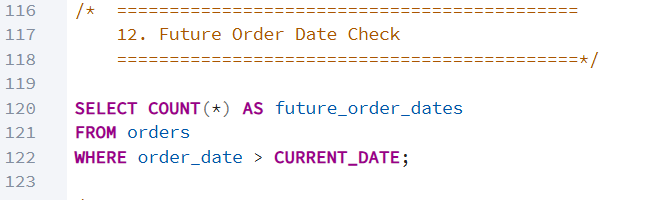 116 /* ============================================
117 12. Future Order Date Check
118 ============================================*/
119
120 SELECT COUNT(*) AS future_order_dates
121 FROM orders
122 WHERE order_date > CURRENT_DATE;
123